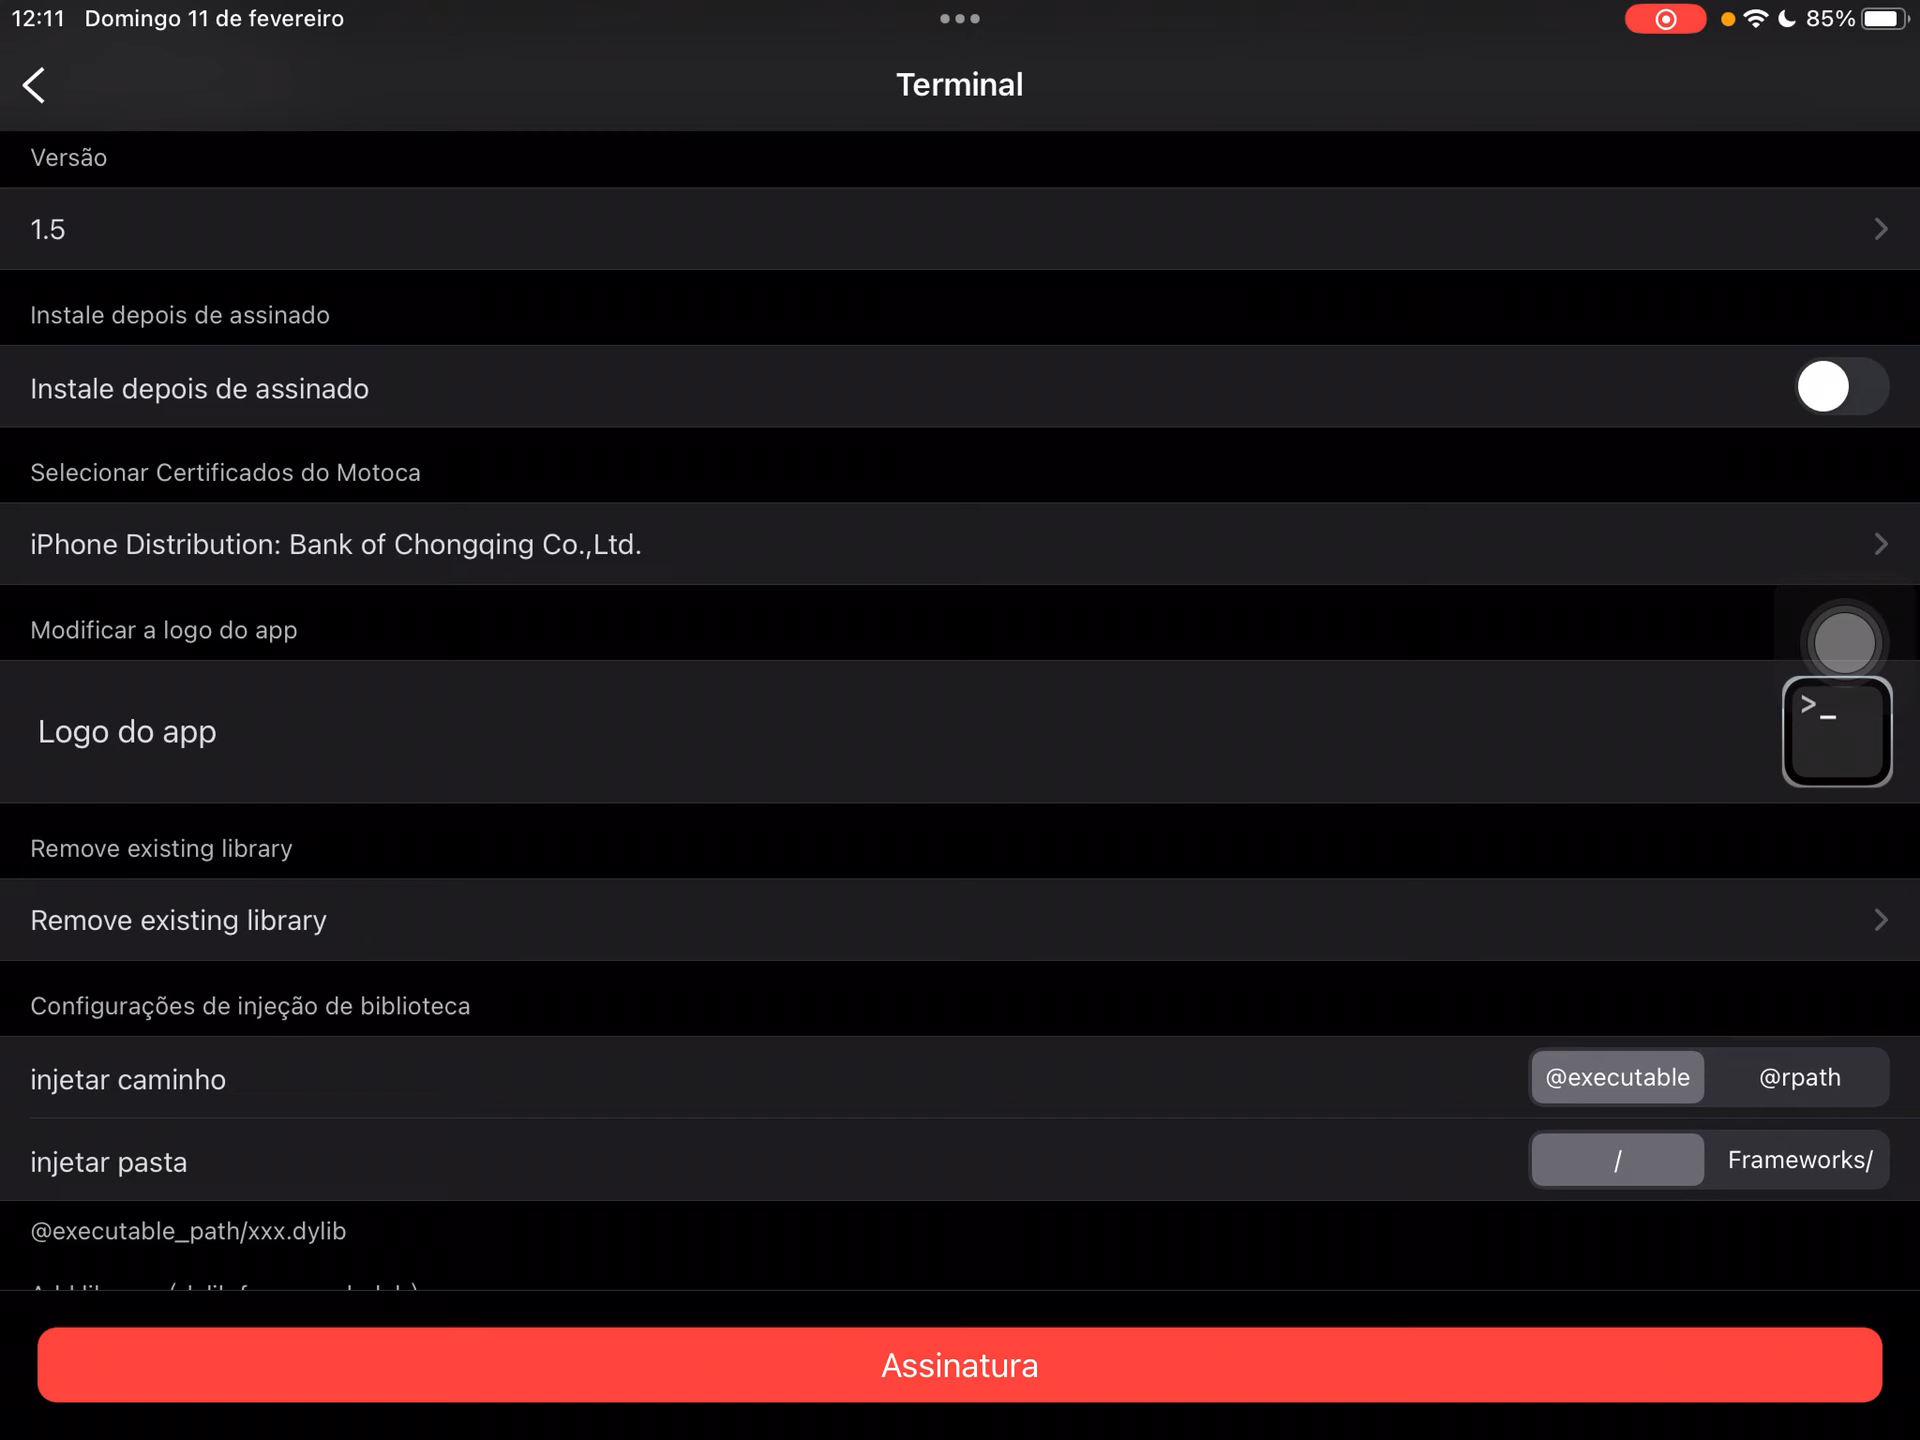 12:11 Domingo 11 de fevereiro
85%
Terminal
Versão
1.5
Instale depois de assinado
Instale depois de assinado
Selecionar Certificados do Motoca
iPhone Distribution: Bank of Chongqing Co.,Ltd.
Modificar a logo do app
Logo do app
>_
Remove existing library
Remove existing library
Configurações de injeção de biblioteca
injetar caminho @executable @rpath
injetar pasta / Frameworks/
@executable_path/xxx.dylib
Assinatura